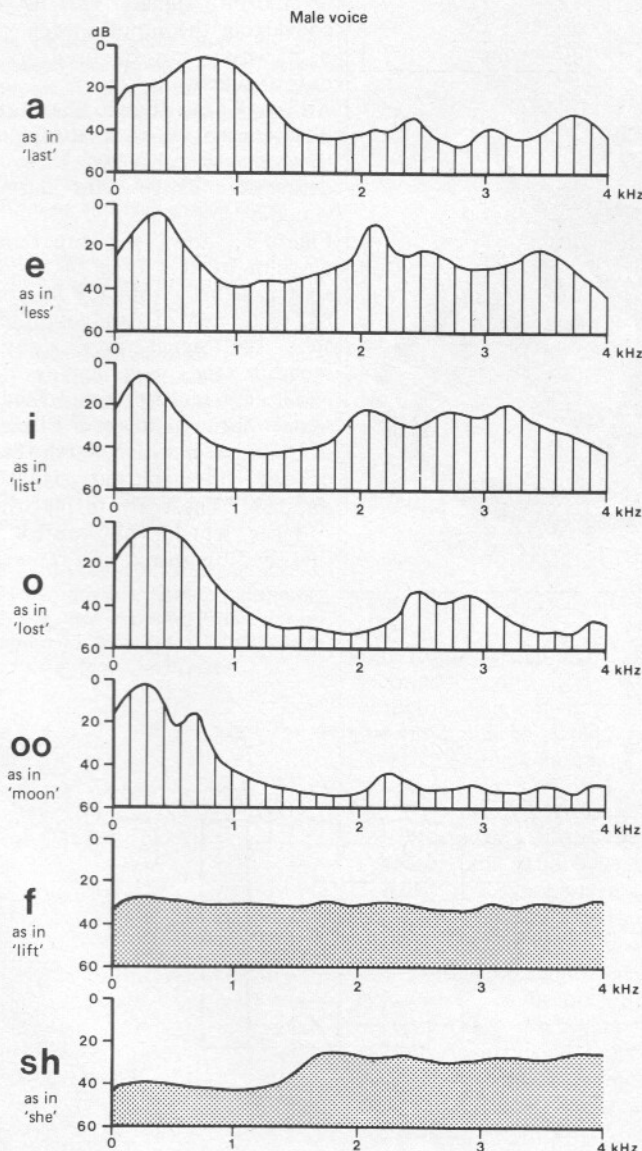 Male voice
dB
0
20
40
60
0 1 2 3 4 kHz
a
as in
'last'
0
20
40
60
0 1 2 3 4 kHz
e
as in
'less'
0
20
40
60
0 1 2 3 4 kHz
i
as in
'list'
0
20
40
60
0 1 2 3 4 kHz
o
as in
'lost'
0
20
40
60
0 1 2 3 4 kHz
oo
as in
'moon'
0
20
30
60
0 1 2 3 4 kHz
f
as in
'lift'
0
20
40
60
0 1 2 3 4 kHz
sh
as in
'she'